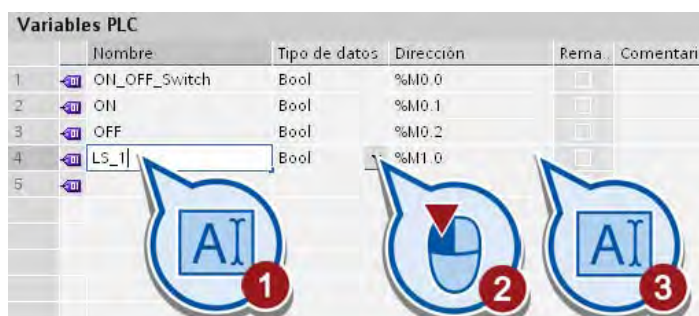 Variables PLC
Nombre Tipo de datos Dirección Rema.. Comentari
1 ON_OFF_Switch Bool %M0.0
2 ON Bool %M0.1
3 OFF Bool %M0.2
4 LS_1 Bool %M1.0
5
A A
1 2 3